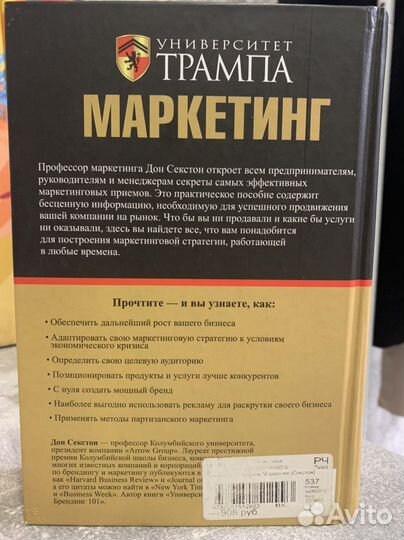 УНИВЕРСИТЕТ
ТРАМПА
МАРКЕТИНГ
Профессор маркетинга Дон Секстон откроет всем предпринимателям,
руководителям и менеджерам секреты самых эффективных
маркетинговых приемов. Это практическое пособие содержит
бесценную информацию, необходимую для успешного продвижения
вашей компании на рынок. Что бы вы ни продавали и какие бы услуги
ни оказывали, здесь вы найдете все, что вам понадобится
для построения маркетинговой стратегии, работающей
в любые времена.
Прочтите — и вы узнаете, как:
• Обеспечить дальнейший рост вашего бизнеса
• Адаптировать свою маркетинговую стратегию к условиям
экономического кризиса
• Определить свою целевую аудиторию
• Позиционировать продукты и услуги лучше конкурентов
• С нуля создать мощный бренд
• Наиболее выгодно использовать рекламу для раскрутки своего бизнеса
• Применять методы партизанского маркетинга
Дон Секстон — профессор Колумбийского университета,
президент компании «Arrow Group». Лауреат престижной
премии Колумбийской школы бизнеса,
многих известных компаний и корпораций.
по брендингу и маркетингу публикуются в
как «Harvard Business Review» и «Journal o
а его цитаты можно найти в «New York Tim
и «Business Week». Автор книги «Универс
Брендинг 101».
РЧ
537
908 руб
Avito